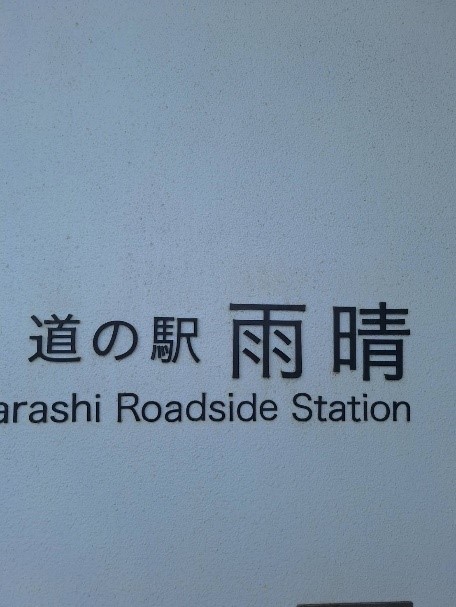 道の駅 雨晴
arashi Roadside Station